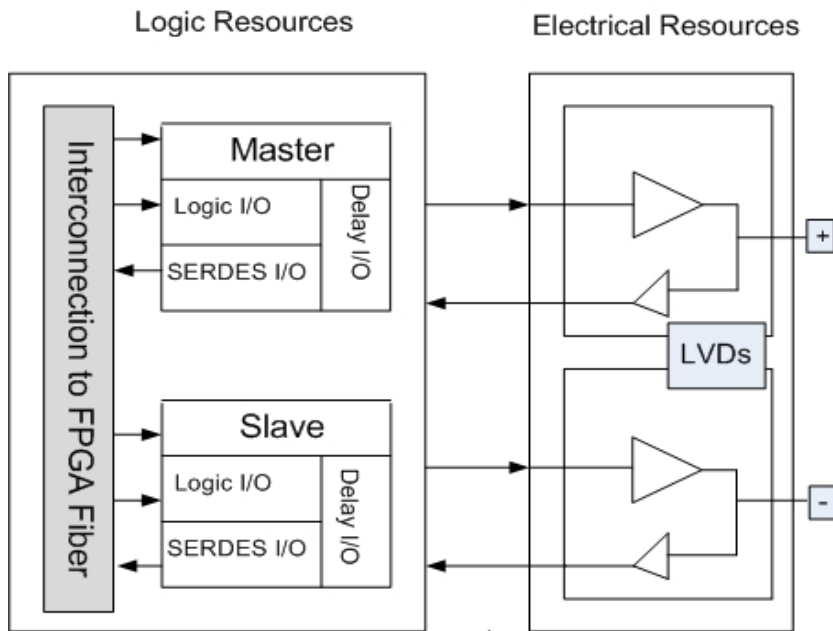 Logic Resources
Electrical Resources
Interconnection to FPGA Fiber
Master
Logic I/O
SERDES I/O
Delay I/O
+
LVDs
Slave
Logic I/O
SERDES I/O
Delay I/O
-